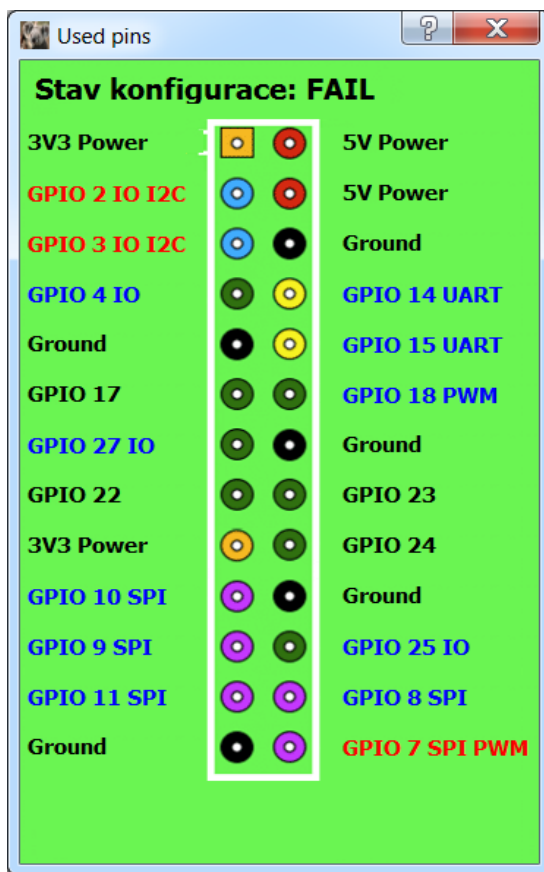 Used pins
Stav konfigurace: FAIL
3V3 Power 5V Power
GPIO 2 IO I2C 5V Power
GPIO 3 IO I2C Ground
GPIO 4 IO GPIO 14 UART
Ground GPIO 15 UART
GPIO 17 GPIO 18 PWM
GPIO 27 IO Ground
GPIO 22 GPIO 23
3V3 Power GPIO 24
GPIO 10 SPI Ground
GPIO 9 SPI GPIO 25 IO
GPIO 11 SPI GPIO 8 SPI
Ground GPIO 7 SPI PWM